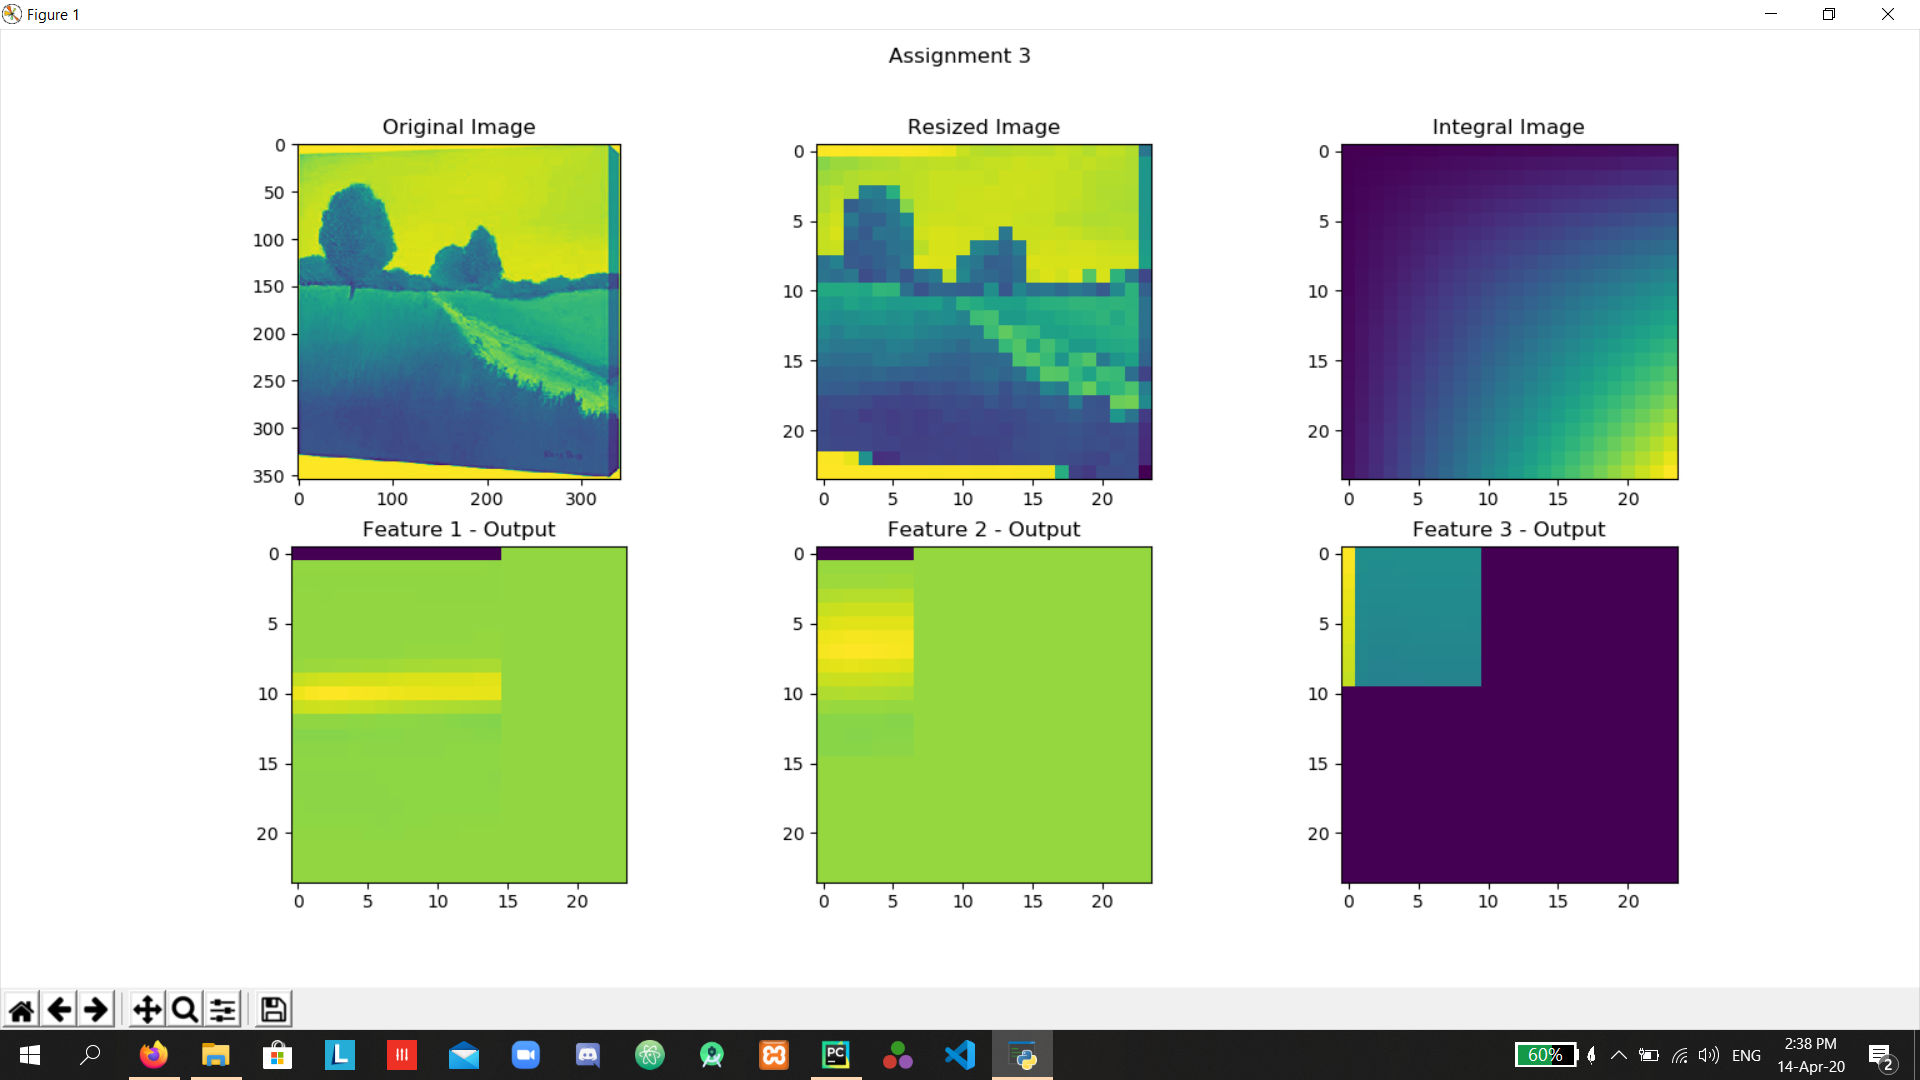 Figure 1
Assignment 3
Original Image
Resized Image
Integral Image
0
50
100
150
200
250
300
350
0 100 200 300
0
5
10
15
20
0 5 10 15 20
0
5
10
15
20
0 5 10 15 20
Feature 1 - Output
Feature 2 - Output
Feature 3 - Output
0
5
10
15
20
0 5 10 15 20
0
5
10
15
20
0 5 10 15 20
0
5
10
15
20
0 5 10 15 20
L
PC
60%
ENG
2:38 PM
14-Apr-20
2